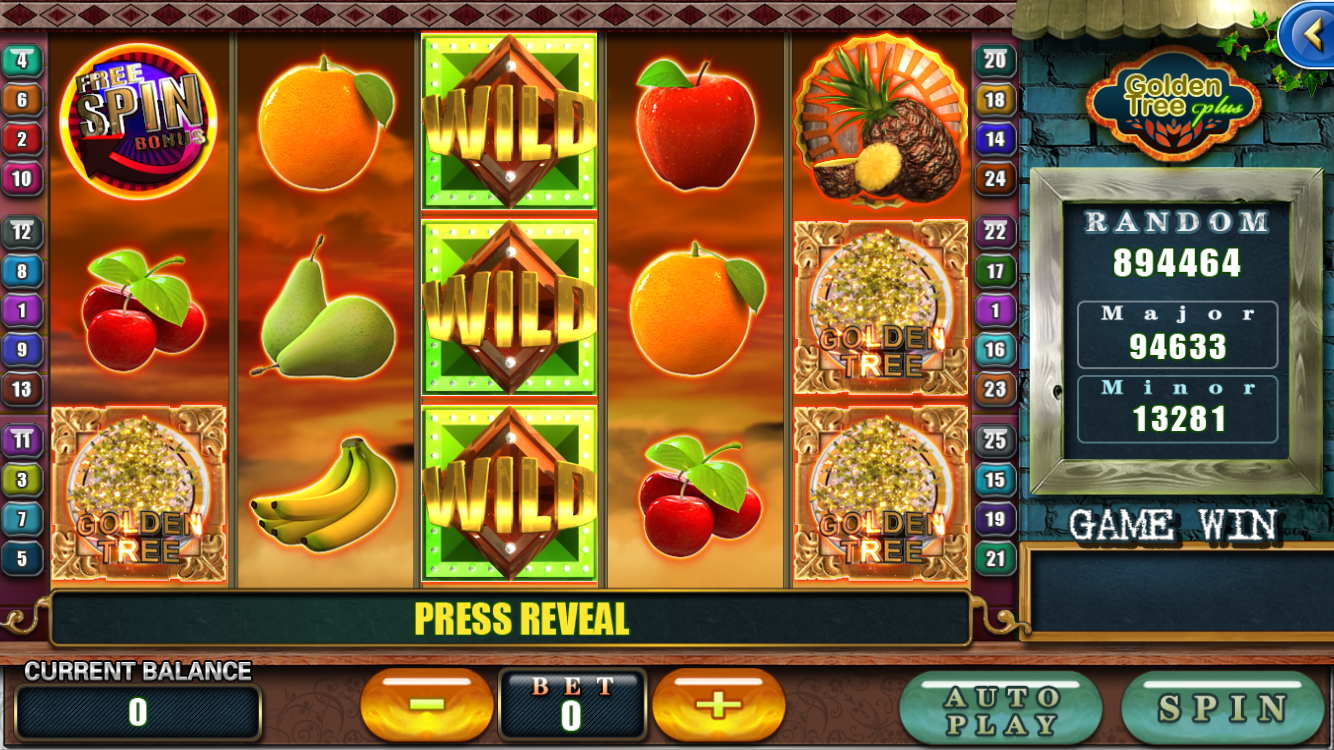 4
6
2
10
12
8
1
9
13
11
3
7
5
FREE
SPIN
BONUS
WILD
WILD
WILD
GOLDEN
TREE
GOLDEN
TREE
GOLDEN
TREE
20
18
14
24
22
17
1
16
23
25
15
19
21
Golden
Tree plus
RANDOM
894464
Major
94633
Minor
13281
GAME WIN
PRESS REVEAL
CURRENT BALANCE
0
BET
0
AUTO
PLAY
SPIN